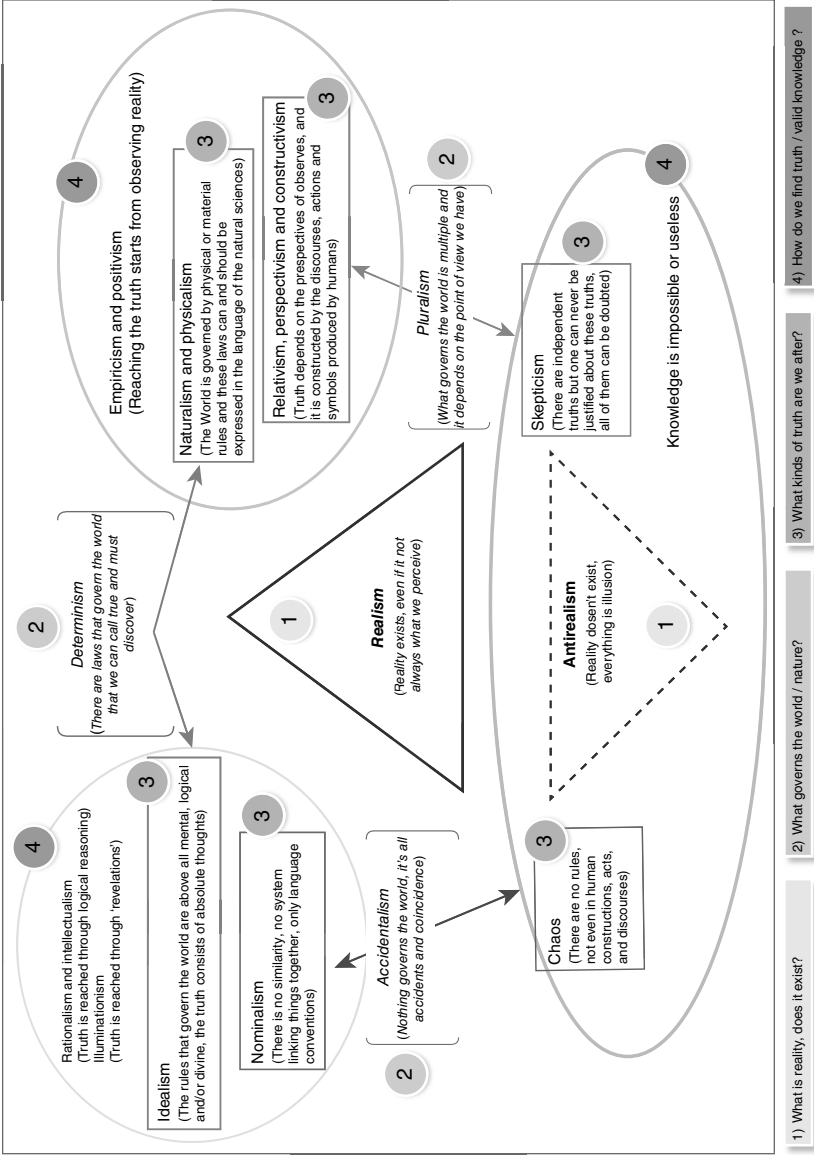 4
Rationalism and intellectualism
(Truth is reached through logical reasoning)
Illuminationism
(Truth is reached through 'revelations')
3
Idealism
(The rules that govern the world are above all mental, logical
and/or divine, the truth consists of absolute thoughts)
3
Nominalism
(There is no similarity, no system
linking things together, only language
conventions)
2
Determinism
(There are laws that govern the world
that we can call true and must
discover)
4
Empiricism and positivism
(Reaching the truth starts from observing reality)
3
Naturalism and physicalism
(The World is governed by physical or material
rules and these laws can and should be
expressed in the language of the natural sciences)
3
Relativism, perspectivism and constructivism
(Truth depends on the prespectives of observes, and
it is constructed by the discourses, actions and
symbols produced by humans)
1
Realism
(Reality exists, even if it not
always what we perceive)
2
Accidentalism
(Nothing governs the world, it's all
accidents and coincidence)
2
Pluralism
(What governs the world is multiple and
it depends on the point of view we have)
3
Chaos
(There are no rules,
not even in human
constructions, acts,
and discourses)
Antirealism
(Reality dosen't exist,
everything is illusion)
1
3
Skepticism
(There are independent
truths but one can never be
justified about these truths,
all of them can be doubted)
4
Knowledge is impossible or useless
1) What is reality, does it exist?
2) What governs the world / nature?
3) What kinds of truth are we after?
4) How do we find truth / valid knowledge ?